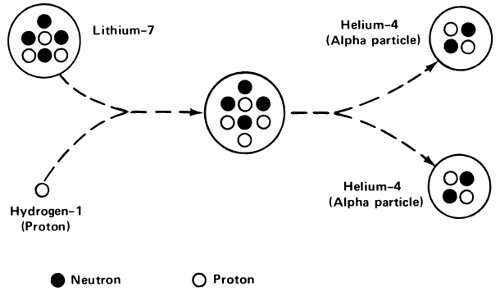 Lithium-7
Helium-4
(Alpha particle)
Helium-4
(Alpha particle)
Hydrogen-1
(Proton)
Neutron
Proton